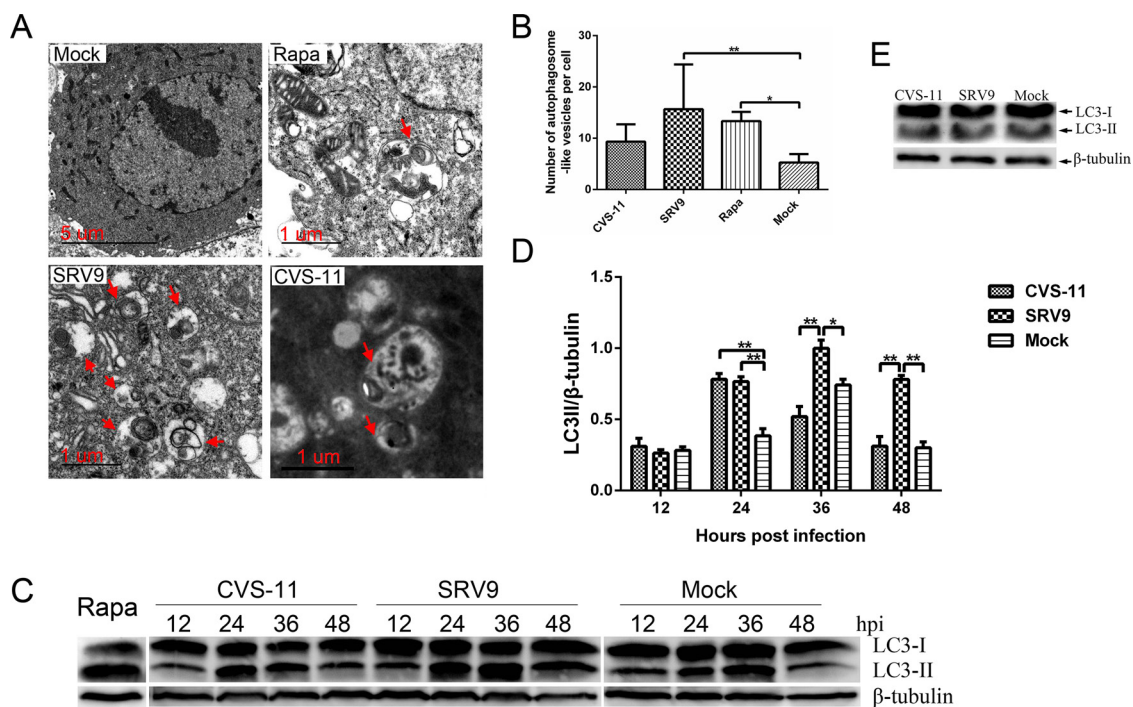 A
Mock
5 um
Rapa
1 um
SRV9
1 um
CVS-11
1 um
B
Number of autophagosome
-like vesicles per cell
30
20
10
0
**
*
CVS-11
SRV9
Rapa
Mock
E
CVS-11 SRV9 Mock
LC3-I
LC3-II
β-tubulin
D
LC3II/β-tubulin
1.5
1.0
0.5
0.0
**
**
** *
** **
12 24 36 48
Hours post infection
CVS-11
SRV9
Mock
C
Rapa
CVS-11 SRV9 Mock
12 24 36 48 12 24 36 48 12 24 36 48 hpi
LC3-I
LC3-II
β-tubulin